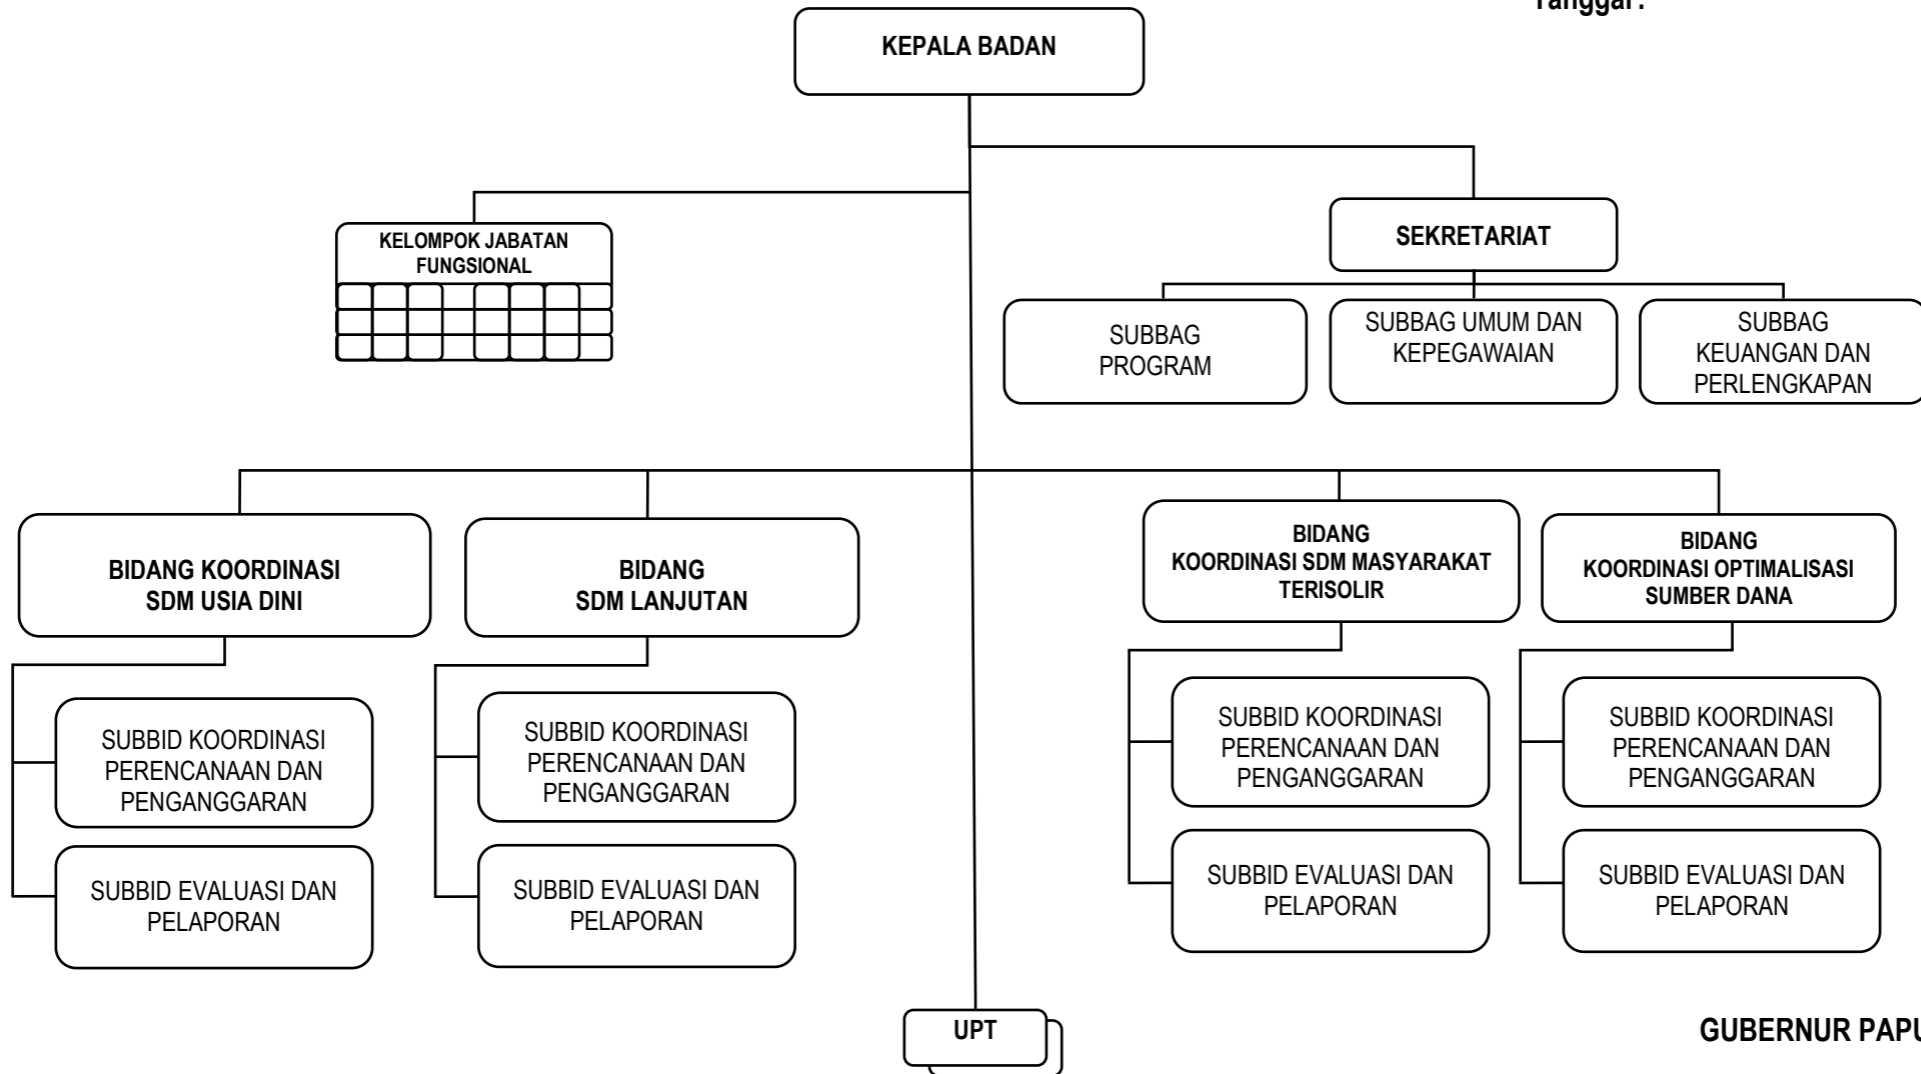 KEPALA BADAN
KELOMPOK JABATAN
FUNGSIONAL
SEKRETARIAT
SUBBAG
PROGRAM
SUBBAG UMUM DAN
KEPEGAWAIAN
SUBBAG
KEUANGAN DAN
PERLENGKAPAN
BIDANG KOORDINASI
SDM USIA DINI
BIDANG
SDM LANJUTAN
BIDANG
KOORDINASI SDM MASYARAKAT
TERISOLIR
BIDANG
KOORDINASI OPTIMALISASI
SUMBER DANA
SUBBID KOORDINASI
PERENCANAAN DAN
PENGANGGARAN
SUBBID EVALUASI DAN
PELAPORAN
SUBBID KOORDINASI
PERENCANAAN DAN
PENGANGGARAN
SUBBID EVALUASI DAN
PELAPORAN
SUBBID KOORDINASI
PERENCANAAN DAN
PENGANGGARAN
SUBBID EVALUASI DAN
PELAPORAN
SUBBID KOORDINASI
PERENCANAAN DAN
PENGANGGARAN
SUBBID EVALUASI DAN
PELAPORAN
UPT
GUBERNUR